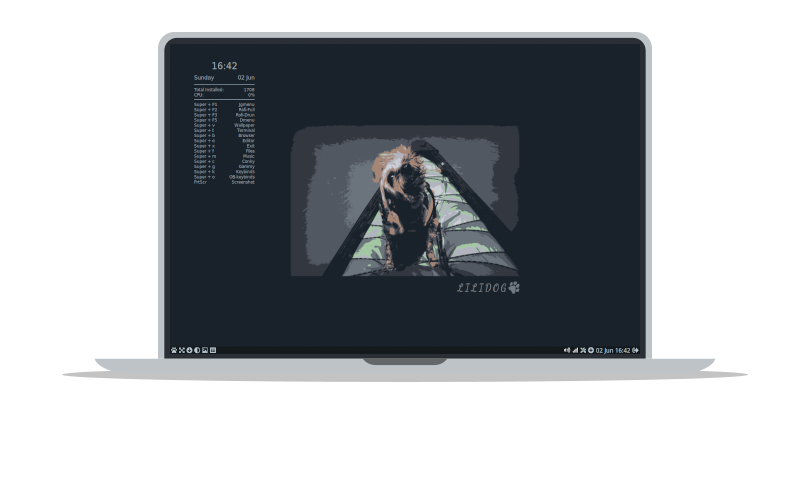 16:42
Sunday 02 Jun
Total Installed: 1700
CPU: 0%
Super + F1 Jgmenu
Super + F2 Rofi-Full
Super + F3 Rofi-Drun
Super + F5 Dmenu
Super + v Wallpaper
Super + t Terminal
Super + b Browser
Super + e Editor
Super + x Exit
Super + f Files
Super + m Music
Super + c Conky
Super + g Gammy
Super + k Keybinds
Super + o OB-keybinds
PrtScr Screenshot
LILIDOG
02 Jun 16:42